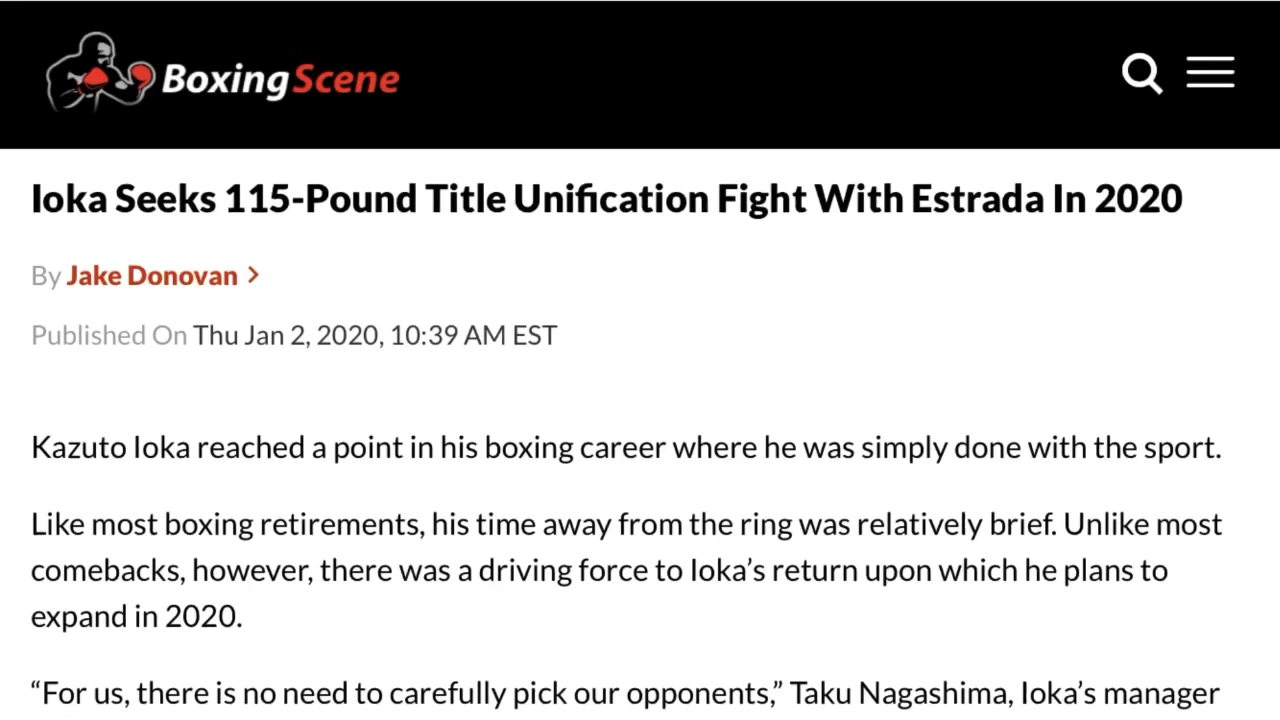 BoxingScene
Ioka Seeks 115-Pound Title Unification Fight With Estrada In 2020
By Jake Donovan >
Published On Thu Jan 2, 2020, 10:39 AM EST
Kazuto Ioka reached a point in his boxing career where he was simply done with the sport.
Like most boxing retirements, his time away from the ring was relatively brief. Unlike most
comebacks, however, there was a driving force to Ioka’s return upon which he plans to
expand in 2020.
“For us, there is no need to carefully pick our opponents,” Taku Nagashima, Ioka’s manager